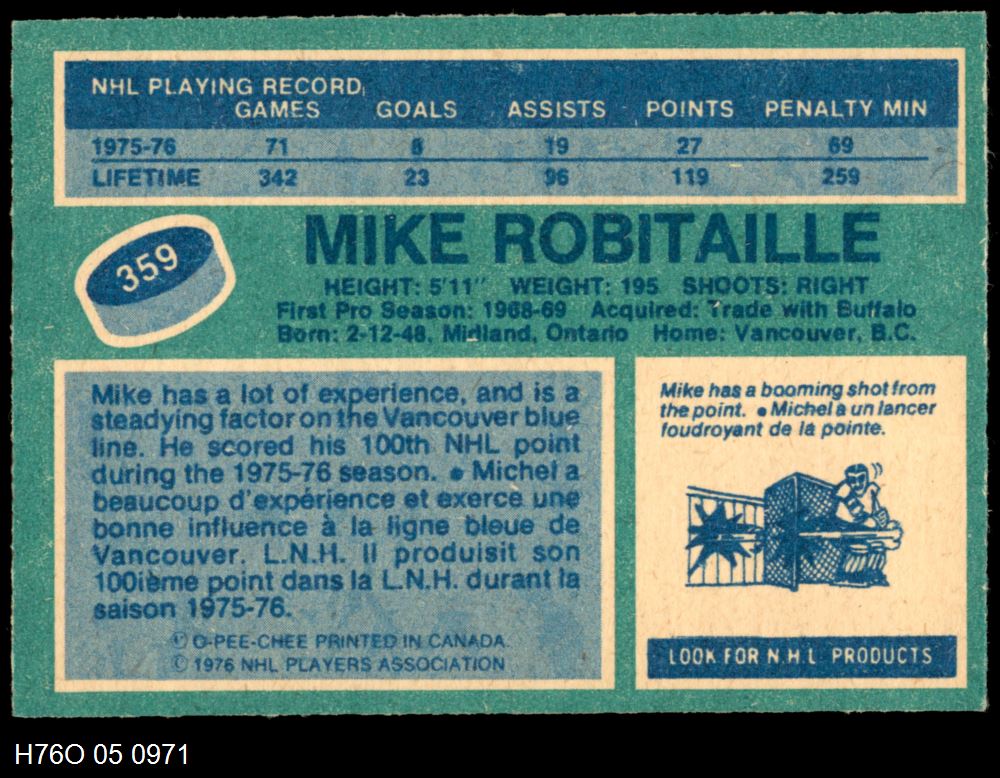 NHL PLAYING RECORD
GAMES GOALS ASSISTS POINTS PENALTY MIN
1975-76 71 8 19 27 69
LIFETIME 342 23 96 119 259
359
MIKE ROBITAILLE
HEIGHT: 5'11" WEIGHT: 195 SHOOTS: RIGHT
First Pro Season: 1968-69 Acquired: Trade with Buffalo
Born: 2-12-48, Midland, Ontario Home: Vancouver, B.C.
Mike has a lot of experience, and is a
steadying factor on the Vancouver blue
line. He scored his 100th NHL point
during the 1975-76 season. • Michel a
beaucoup d'expérience et exerce une
bonne influence à la ligne bleue de
Vancouver. L.N.H. Il produisit son
100ième point dans la L.N.H. durant la
saison 1975-76.
© O-PEE-CHEE PRINTED IN CANADA
© 1976 NHL PLAYERS ASSOCIATION
Mike has a booming shot from
the point. • Michel a un lancer
foudroyant de la pointe.
LOOK FOR N.H.L PRODUCTS
H76O 05 0971